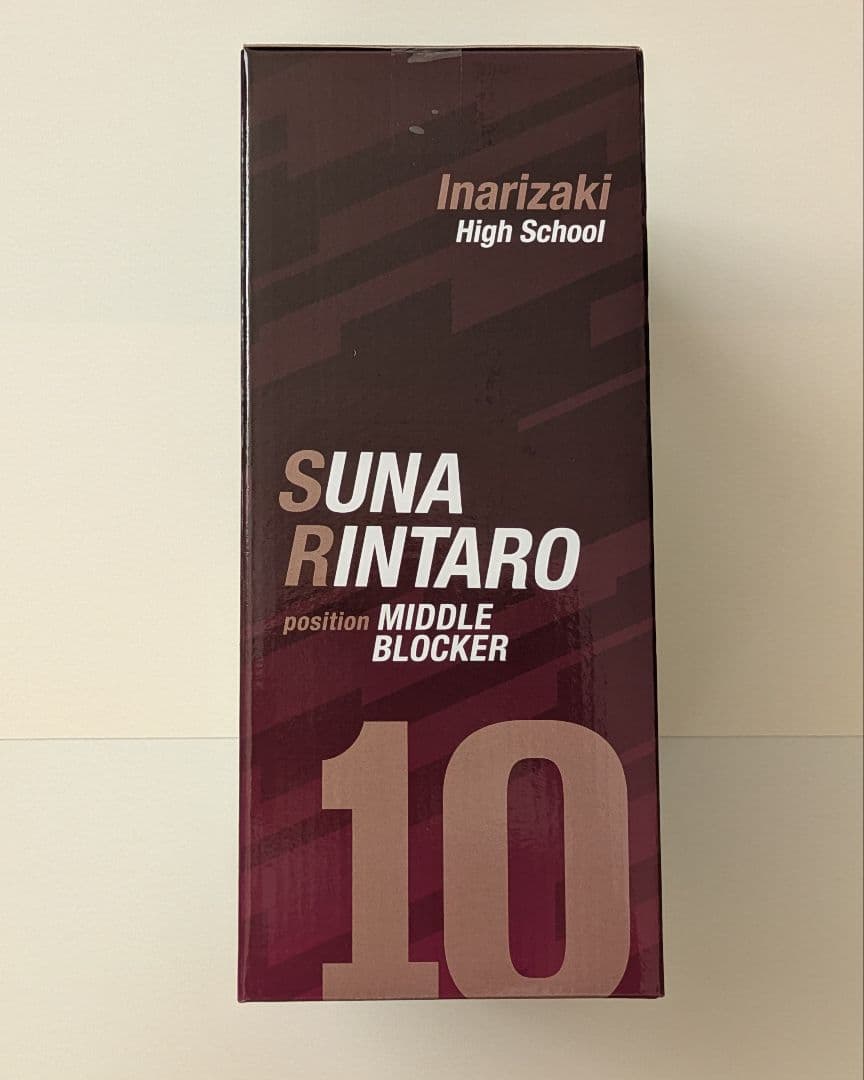 Inarizaki
High School
SUNA
RINTARO
position MIDDLE
BLOCKER
10